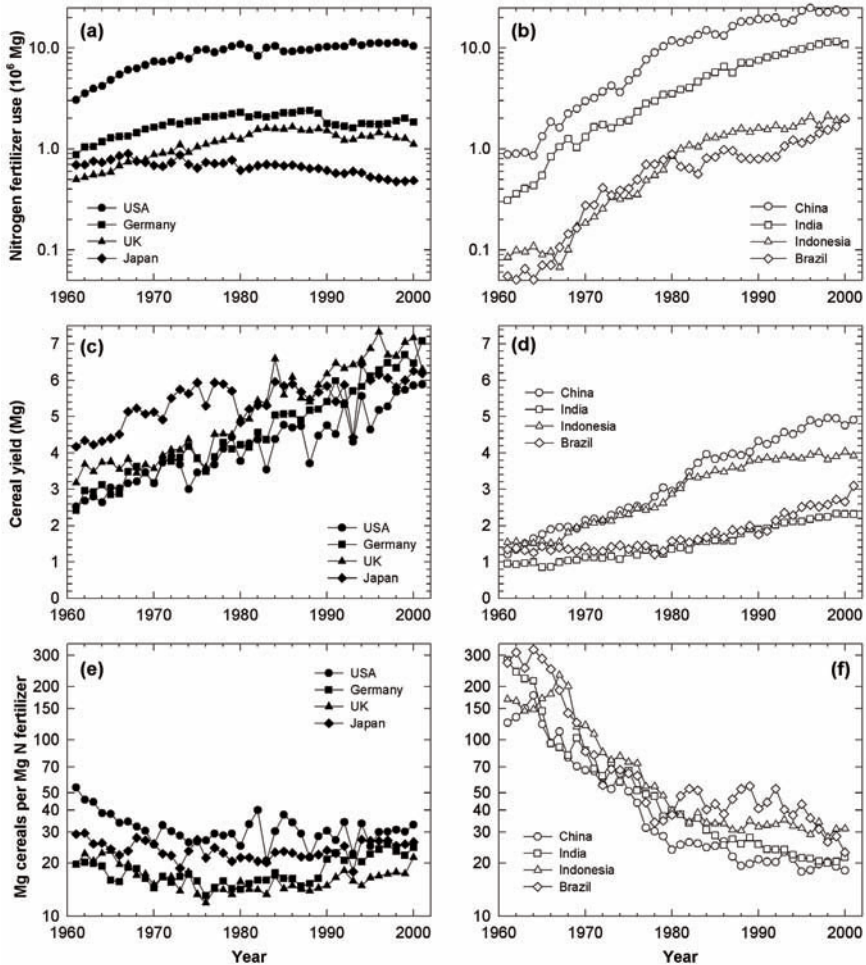 (a)
Nitrogen fertilizer use (10⁶ Mg)
10.0
1.0
0.1
USA
Germany
UK
Japan
1960 1970 1980 1990 2000
(b)
10.0
1.0
0.1
China
India
Indonesia
Brazil
1960 1970 1980 1990 2000
(c)
Cereal yield (Mg)
7
6
5
4
3
2
1
0
USA
Germany
UK
Japan
1960 1970 1980 1990 2000
(d)
7
6
5
4
3
2
1
0
China
India
Indonesia
Brazil
1960 1970 1980 1990 2000
(e)
Mg cereals per Mg N fertilizer
300
200
150
100
70
50
40
30
20
10
USA
Germany
UK
Japan
1960 1970 1980 1990 2000
Year
(f)
300
200
150
100
70
50
40
30
20
10
China
India
Indonesia
Brazil
1960 1970 1980 1990 2000
Year